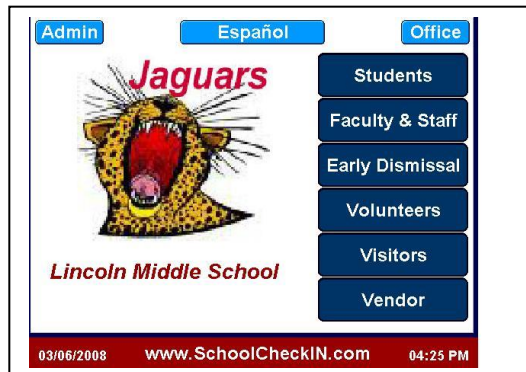 Admin
Español
Office
Jaguars
Students
Faculty & Staff
Early Dismissal
Volunteers
Visitors
Vendor
Lincoln Middle School
03/06/2008
www.SchoolCheckIN.com
04:25 PM